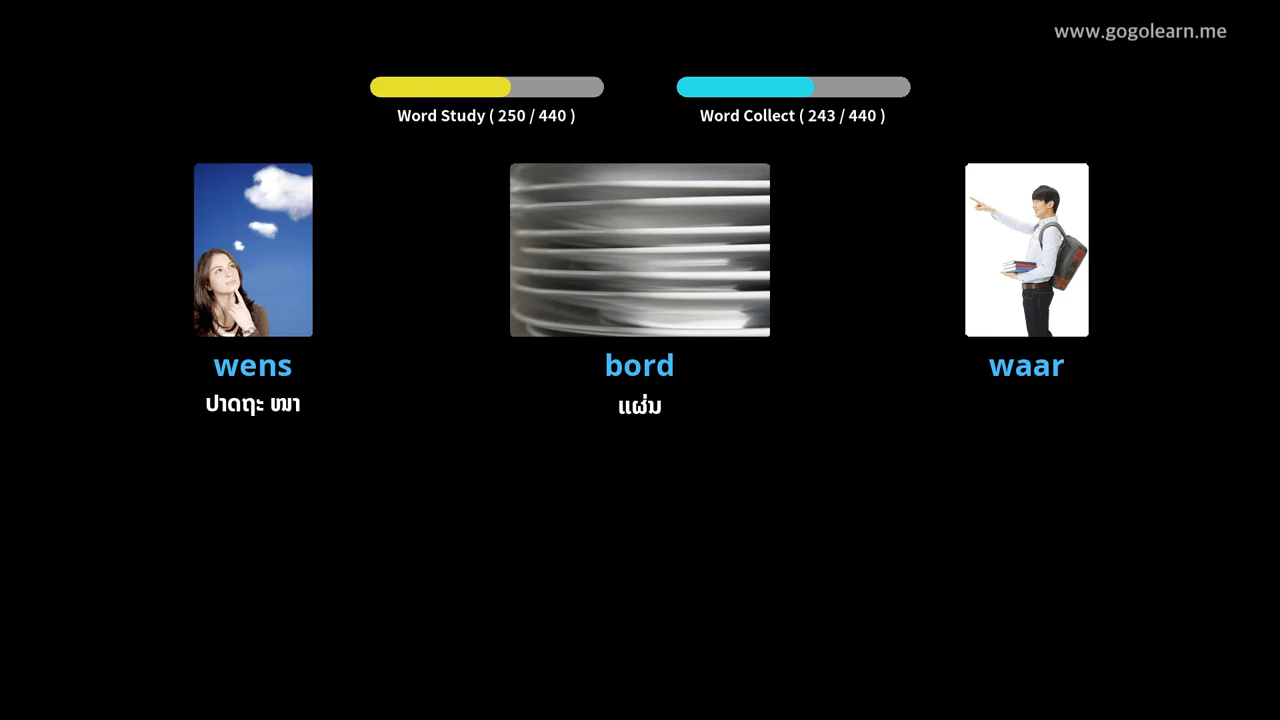 www.gogolearn.me
Word Study ( 250 / 440 )
Word Collect ( 243 / 440 )
wens
bord
waar
ປາດຖະ ໜາ
ແຜ່ນ